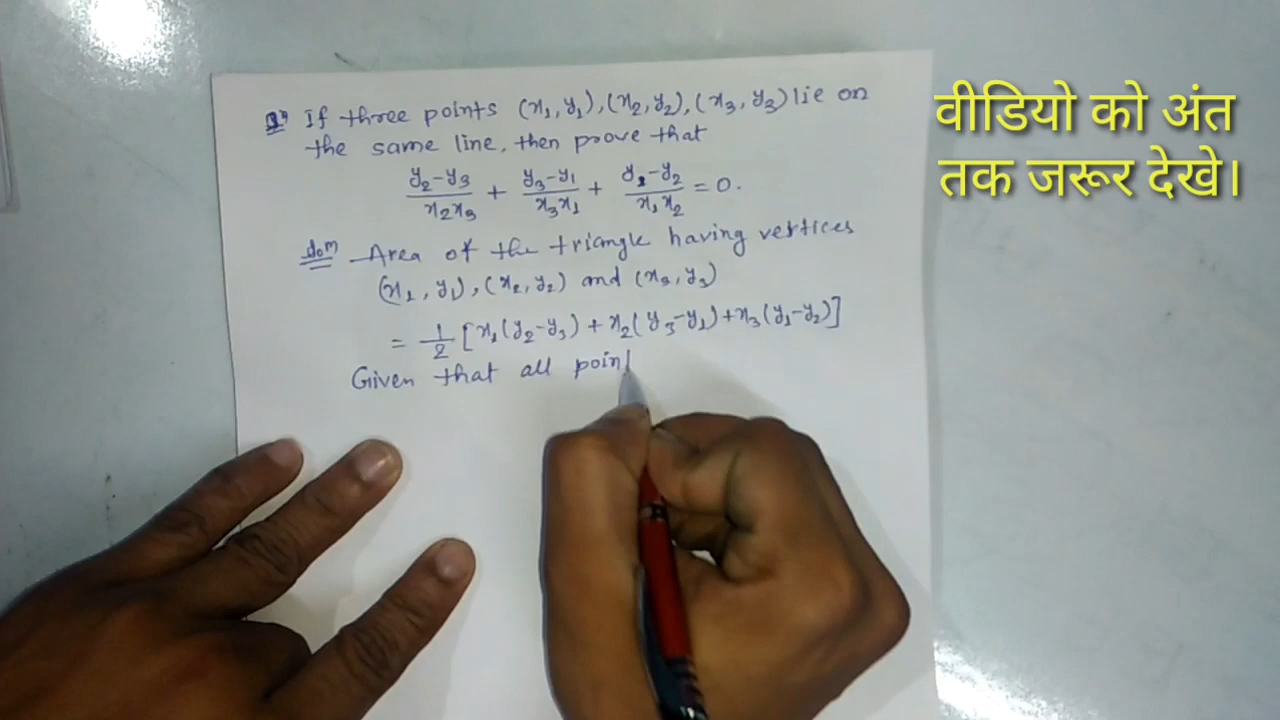 Q. If three points (x₁, y₁), (x₂, y₂), (x₃, y₃) lie on
the same line, then prove that
(y₂-y₃)/(x₂x₃) + (y₃-y₁)/(x₃x₁) + (y₁-y₂)/(x₁x₂) = 0.
Solⁿ Area of the triangle having vertices
(x₁, y₁), (x₂, y₂) and (x₃, y₃)
= 1/2 [x₁(y₂-y₃) + x₂(y₃-y₁) + x₃(y₁-y₂)]
Given that all point
वीडियो को अंत
तक जरूर देखे।